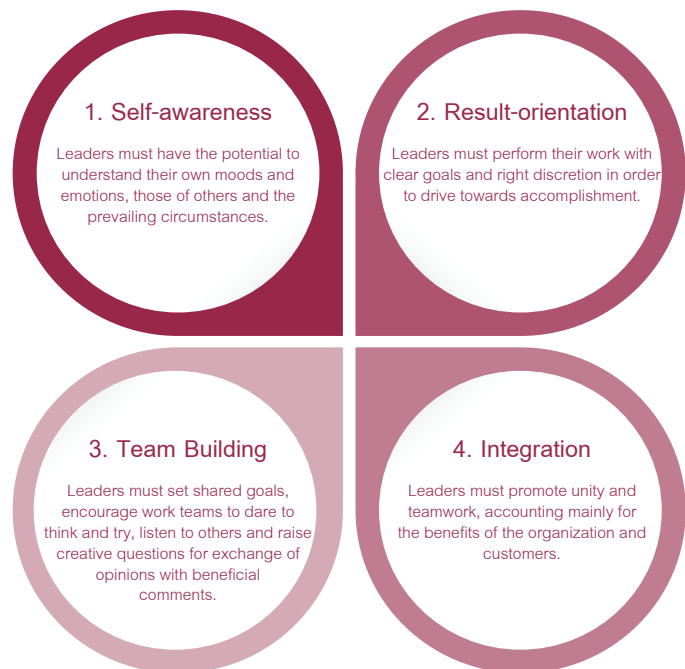 1. Self-awareness
Leaders must have the potential to
understand their own moods and
emotions, those of others and the
prevailing circumstances.
2. Result-orientation
Leaders must perform their work with
clear goals and right discretion in order
to drive towards accomplishment.
3. Team Building
Leaders must set shared goals,
encourage work teams to dare to
think and try, listen to others and raise
creative questions for exchange of
opinions with beneficial
comments.
4. Integration
Leaders must promote unity and
teamwork, accounting mainly for
the benefits of the organization and
customers.